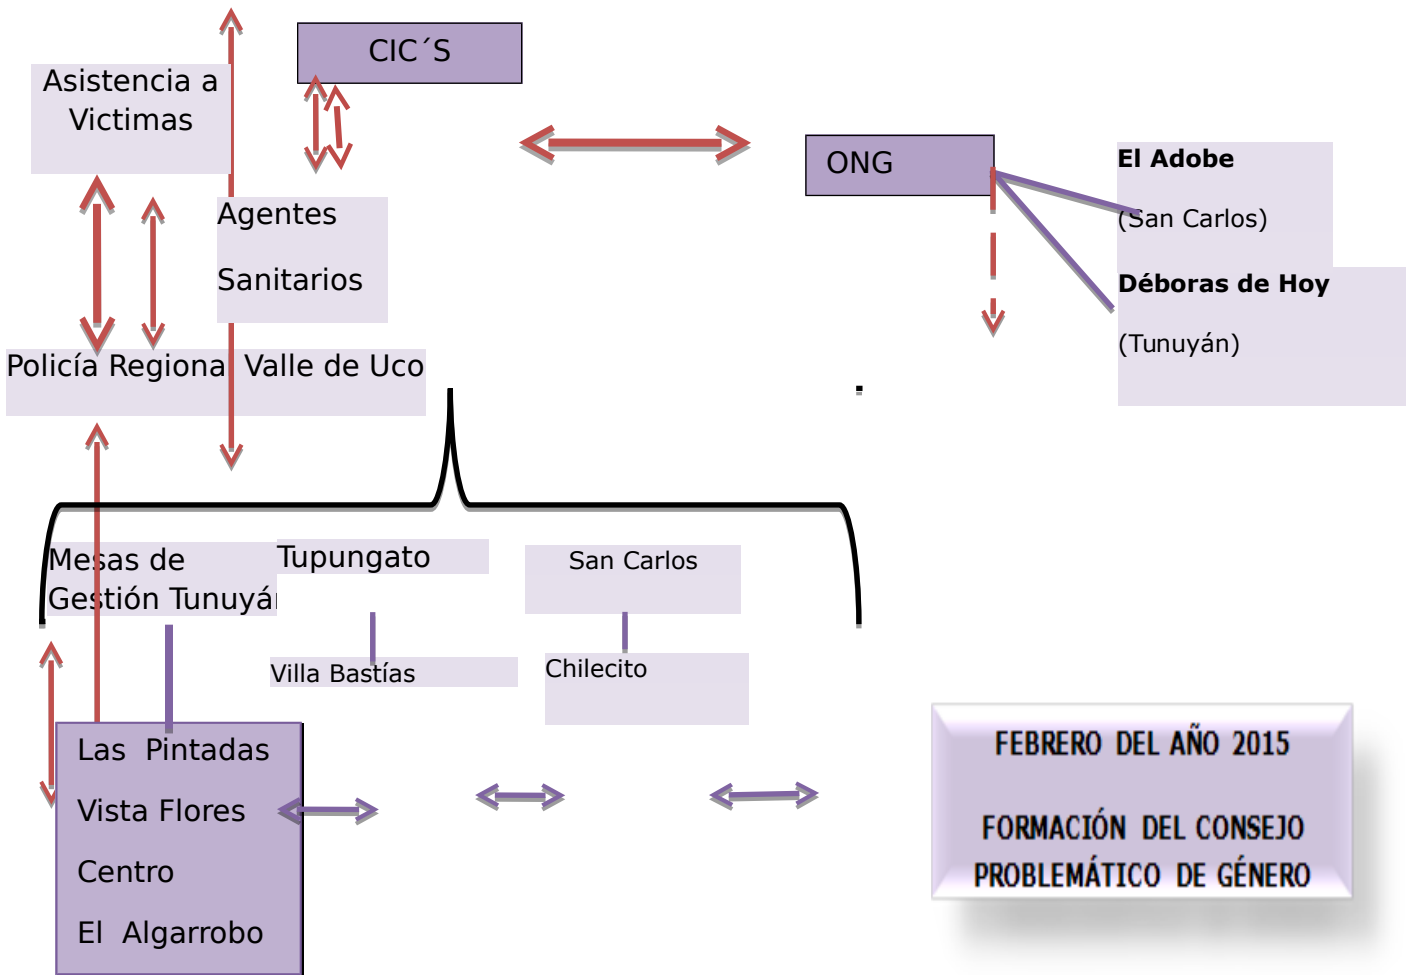 CIC´S
Asistencia a
Victimas
ONG
El Adobe
(San Carlos)
Agentes
Sanitarios
Déboras de Hoy
(Tunuyán)
Policía Regiona Valle de Uco
Mesas de
Gestión Tunuyá
Tupungato
San Carlos
Villa Bastías
Chilecito
Las Pintadas
Vista Flores
Centro
El Algarrobo
FEBRERO DEL AÑO 2015
FORMACIÓN DEL CONSEJO
PROBLEMÁTICO DE GÉNERO